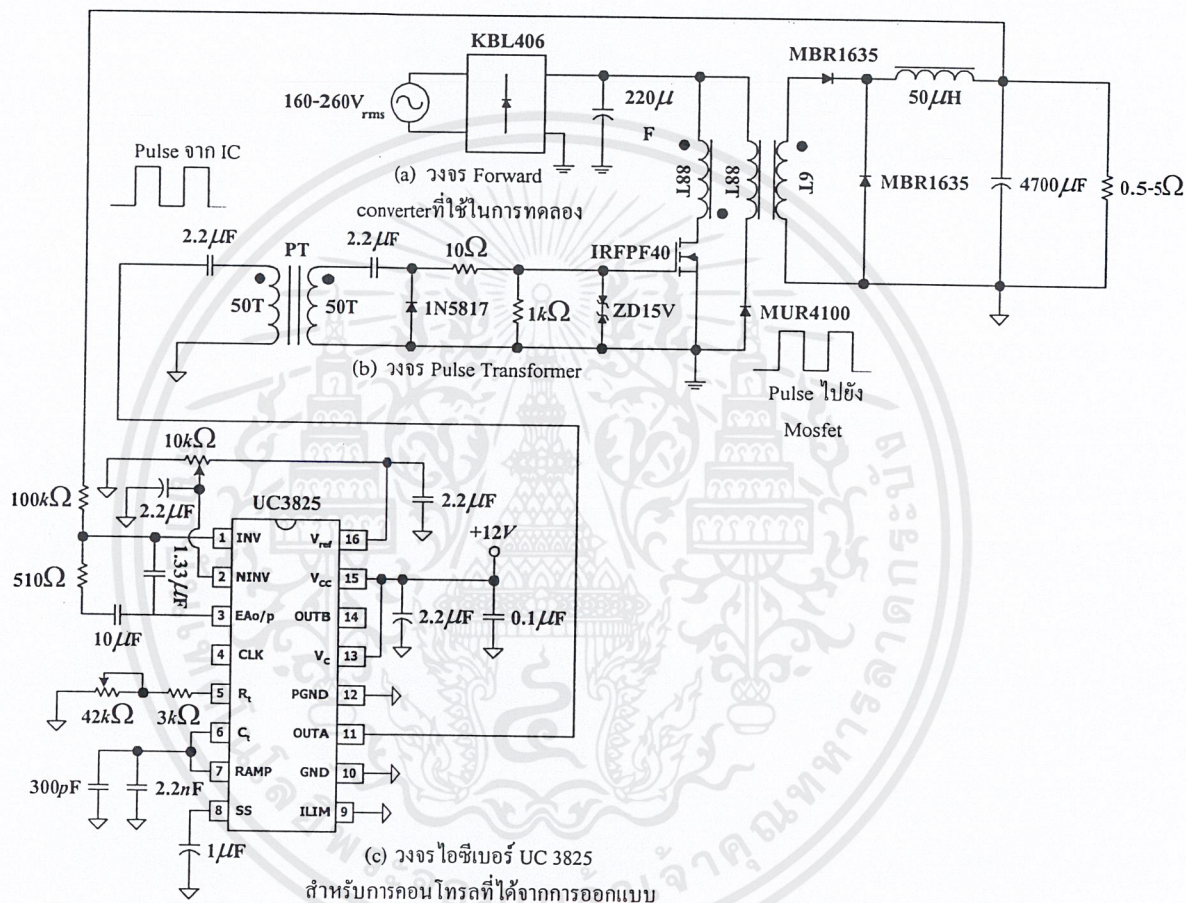 KBL406
MBR1635
160-260V rms
220μ
F
50μH
Pulse จาก IC
(a) วงจร Forward
converterที่ใช้ในการทดลอง
88T
88T
6T
MBR1635
4700μF
0.5-5Ω
2.2μF
PT
2.2μF
10Ω
IRFPF40
50T
50T
1N5817
1kΩ
ZD15V
MUR4100
(b) วงจร Pulse Transformer
Pulse ไปยัง
Mosfet
10kΩ
100kΩ
2.2μF
UC3825
2.2μF
+12V
510Ω
1.33μF
10μF
2.2μF
0.1μF
1 INV
2 NINV
3 EAo/p
4 CLK
5 Rt
6 Ct
7 RAMP
8 SS
Vref 16
Vcc 15
OUTB 14
Vc 13
PGND 12
OUTA 11
GND 10
ILIM 9
42kΩ
3kΩ
300pF
2.2nF
1μF
(c) วงจรไอซีเบอร์ UC 3825
สำหรับการคอนโทรลที่ได้จากการออกแบบ